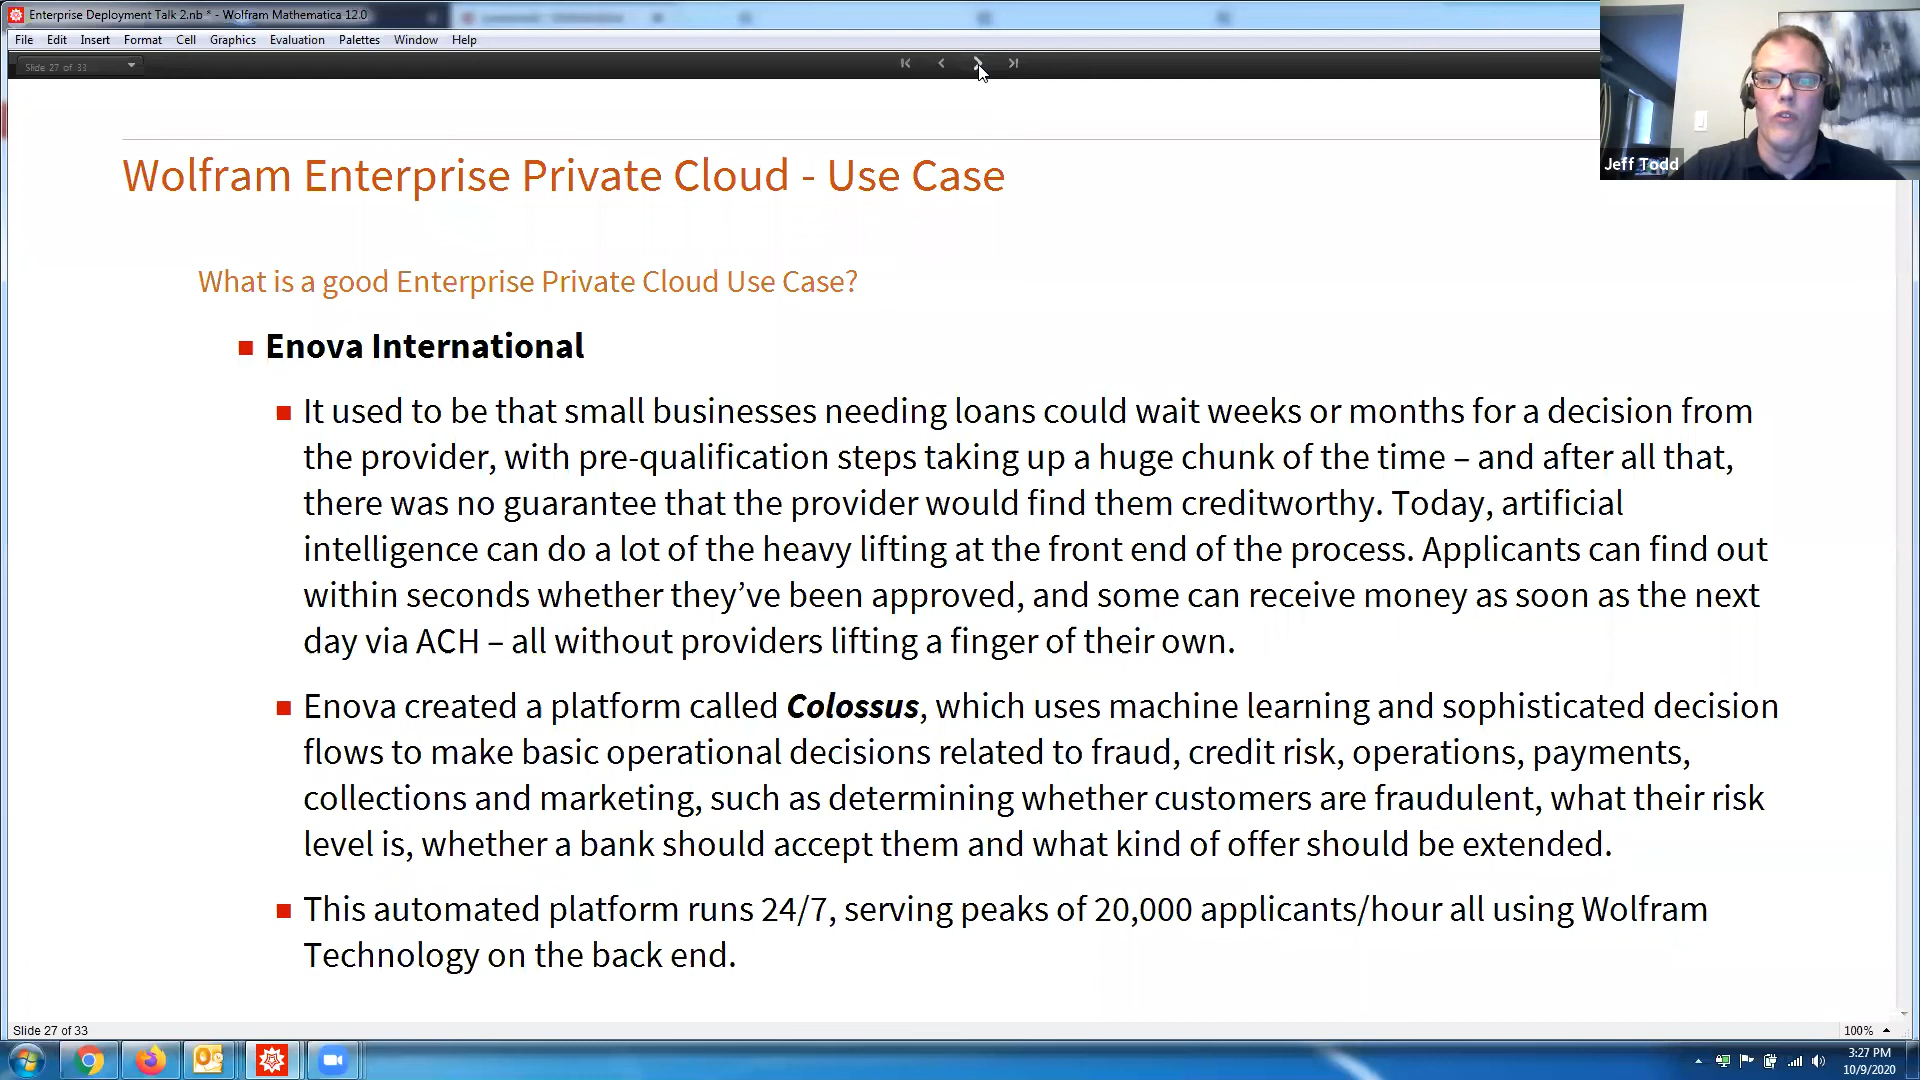 Enterprise Deployment Talk 2.nb * - Wolfram Mathematica 12.0
File Edit Insert Format Cell Graphics Evaluation Palettes Window Help
Slide 27 of 33
Jeff Todd
Wolfram Enterprise Private Cloud - Use Case
What is a good Enterprise Private Cloud Use Case?
Enova International
It used to be that small businesses needing loans could wait weeks or months for a decision from
the provider, with pre-qualification steps taking up a huge chunk of the time – and after all that,
there was no guarantee that the provider would find them creditworthy. Today, artificial
intelligence can do a lot of the heavy lifting at the front end of the process. Applicants can find out
within seconds whether they’ve been approved, and some can receive money as soon as the next
day via ACH – all without providers lifting a finger of their own.
Enova created a platform called Colossus, which uses machine learning and sophisticated decision
flows to make basic operational decisions related to fraud, credit risk, operations, payments,
collections and marketing, such as determining whether customers are fraudulent, what their risk
level is, whether a bank should accept them and what kind of offer should be extended.
This automated platform runs 24/7, serving peaks of 20,000 applicants/hour all using Wolfram
Technology on the back end.
Slide 27 of 33
100%
3:27 PM
10/9/2020